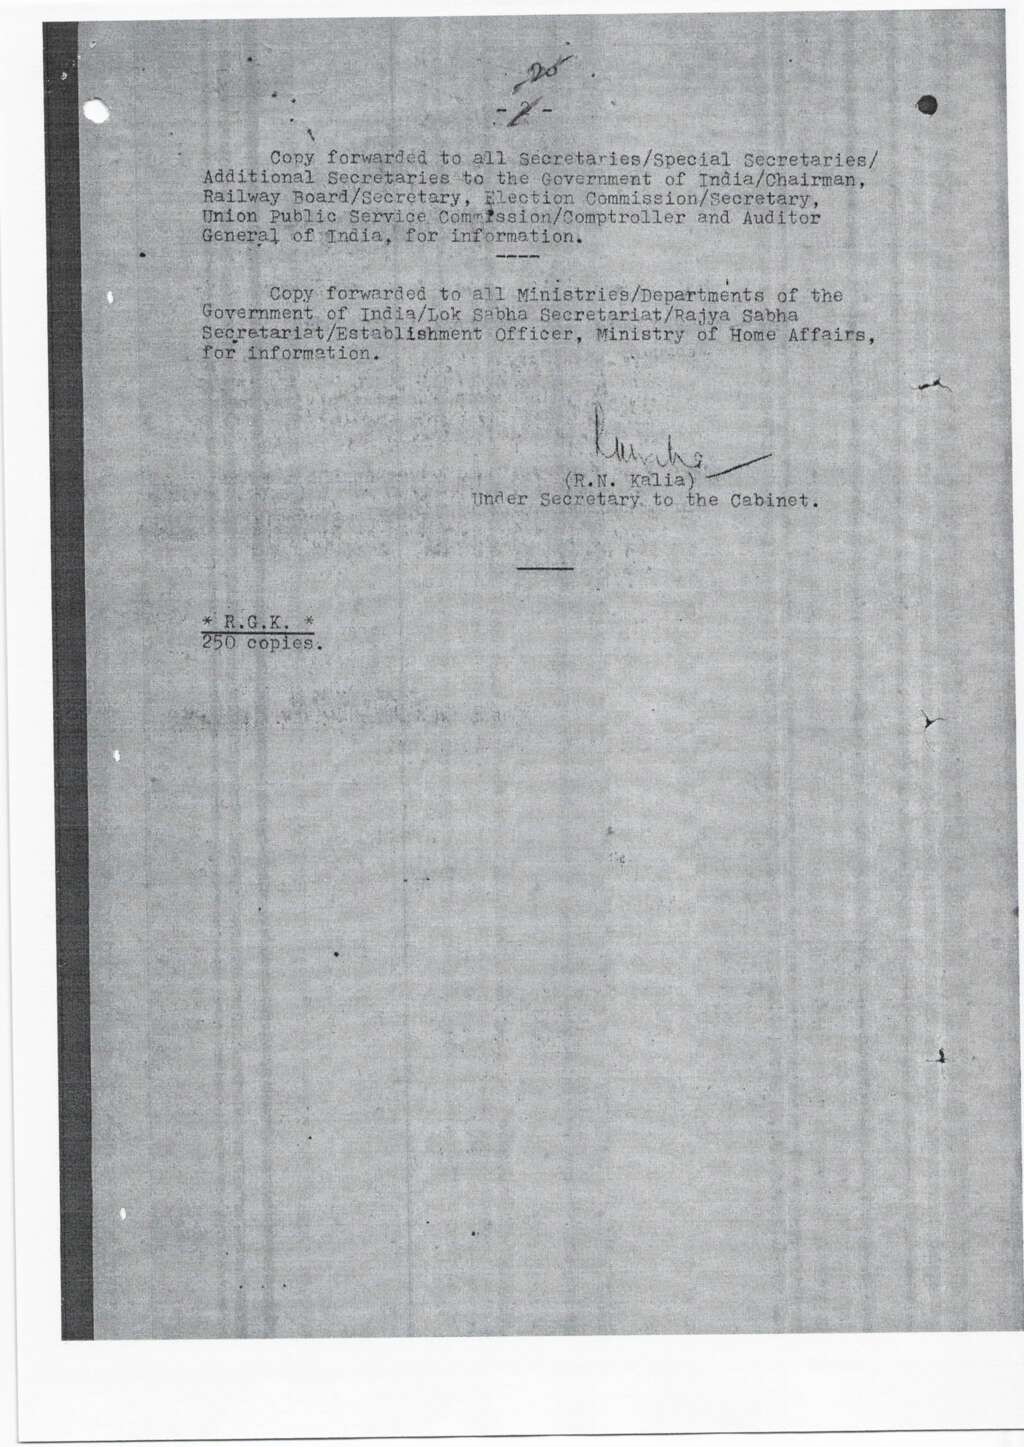 20
- 2 -
Copy forwarded to all Secretaries/Special Secretaries/
Additional Secretaries to the Government of India/Chairman,
Railway Board/Secretary, Election Commission/Secretary,
Union Public Service Commission/Comptroller and Auditor
General of India, for information.
----
Copy forwarded to all Ministries/Departments of the
Government of India/Lok Sabha Secretariat/Rajya Sabha
Secretariat/Establishment Officer, Ministry of Home Affairs,
for information.
(R.N. Kalia)
Under Secretary to the Cabinet.
* R.G.K. *
250 copies.